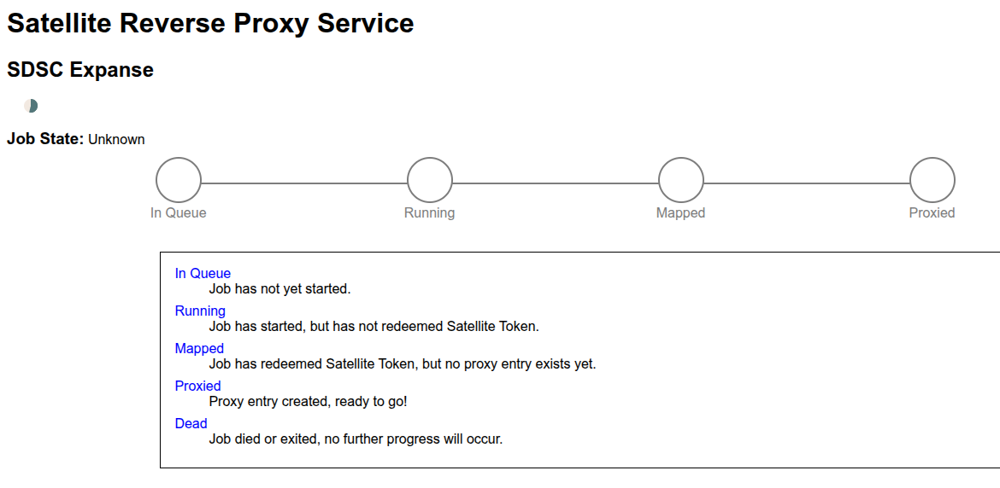 Satellite Reverse Proxy Service
SDSC Expanse
Job State: Unknown
In Queue Running Mapped Proxied
In Queue
Job has not yet started.
Running
Job has started, but has not redeemed Satellite Token.
Mapped
Job has redeemed Satellite Token, but no proxy entry exists yet.
Proxied
Proxy entry created, ready to go!
Dead
Job died or exited, no further progress will occur.